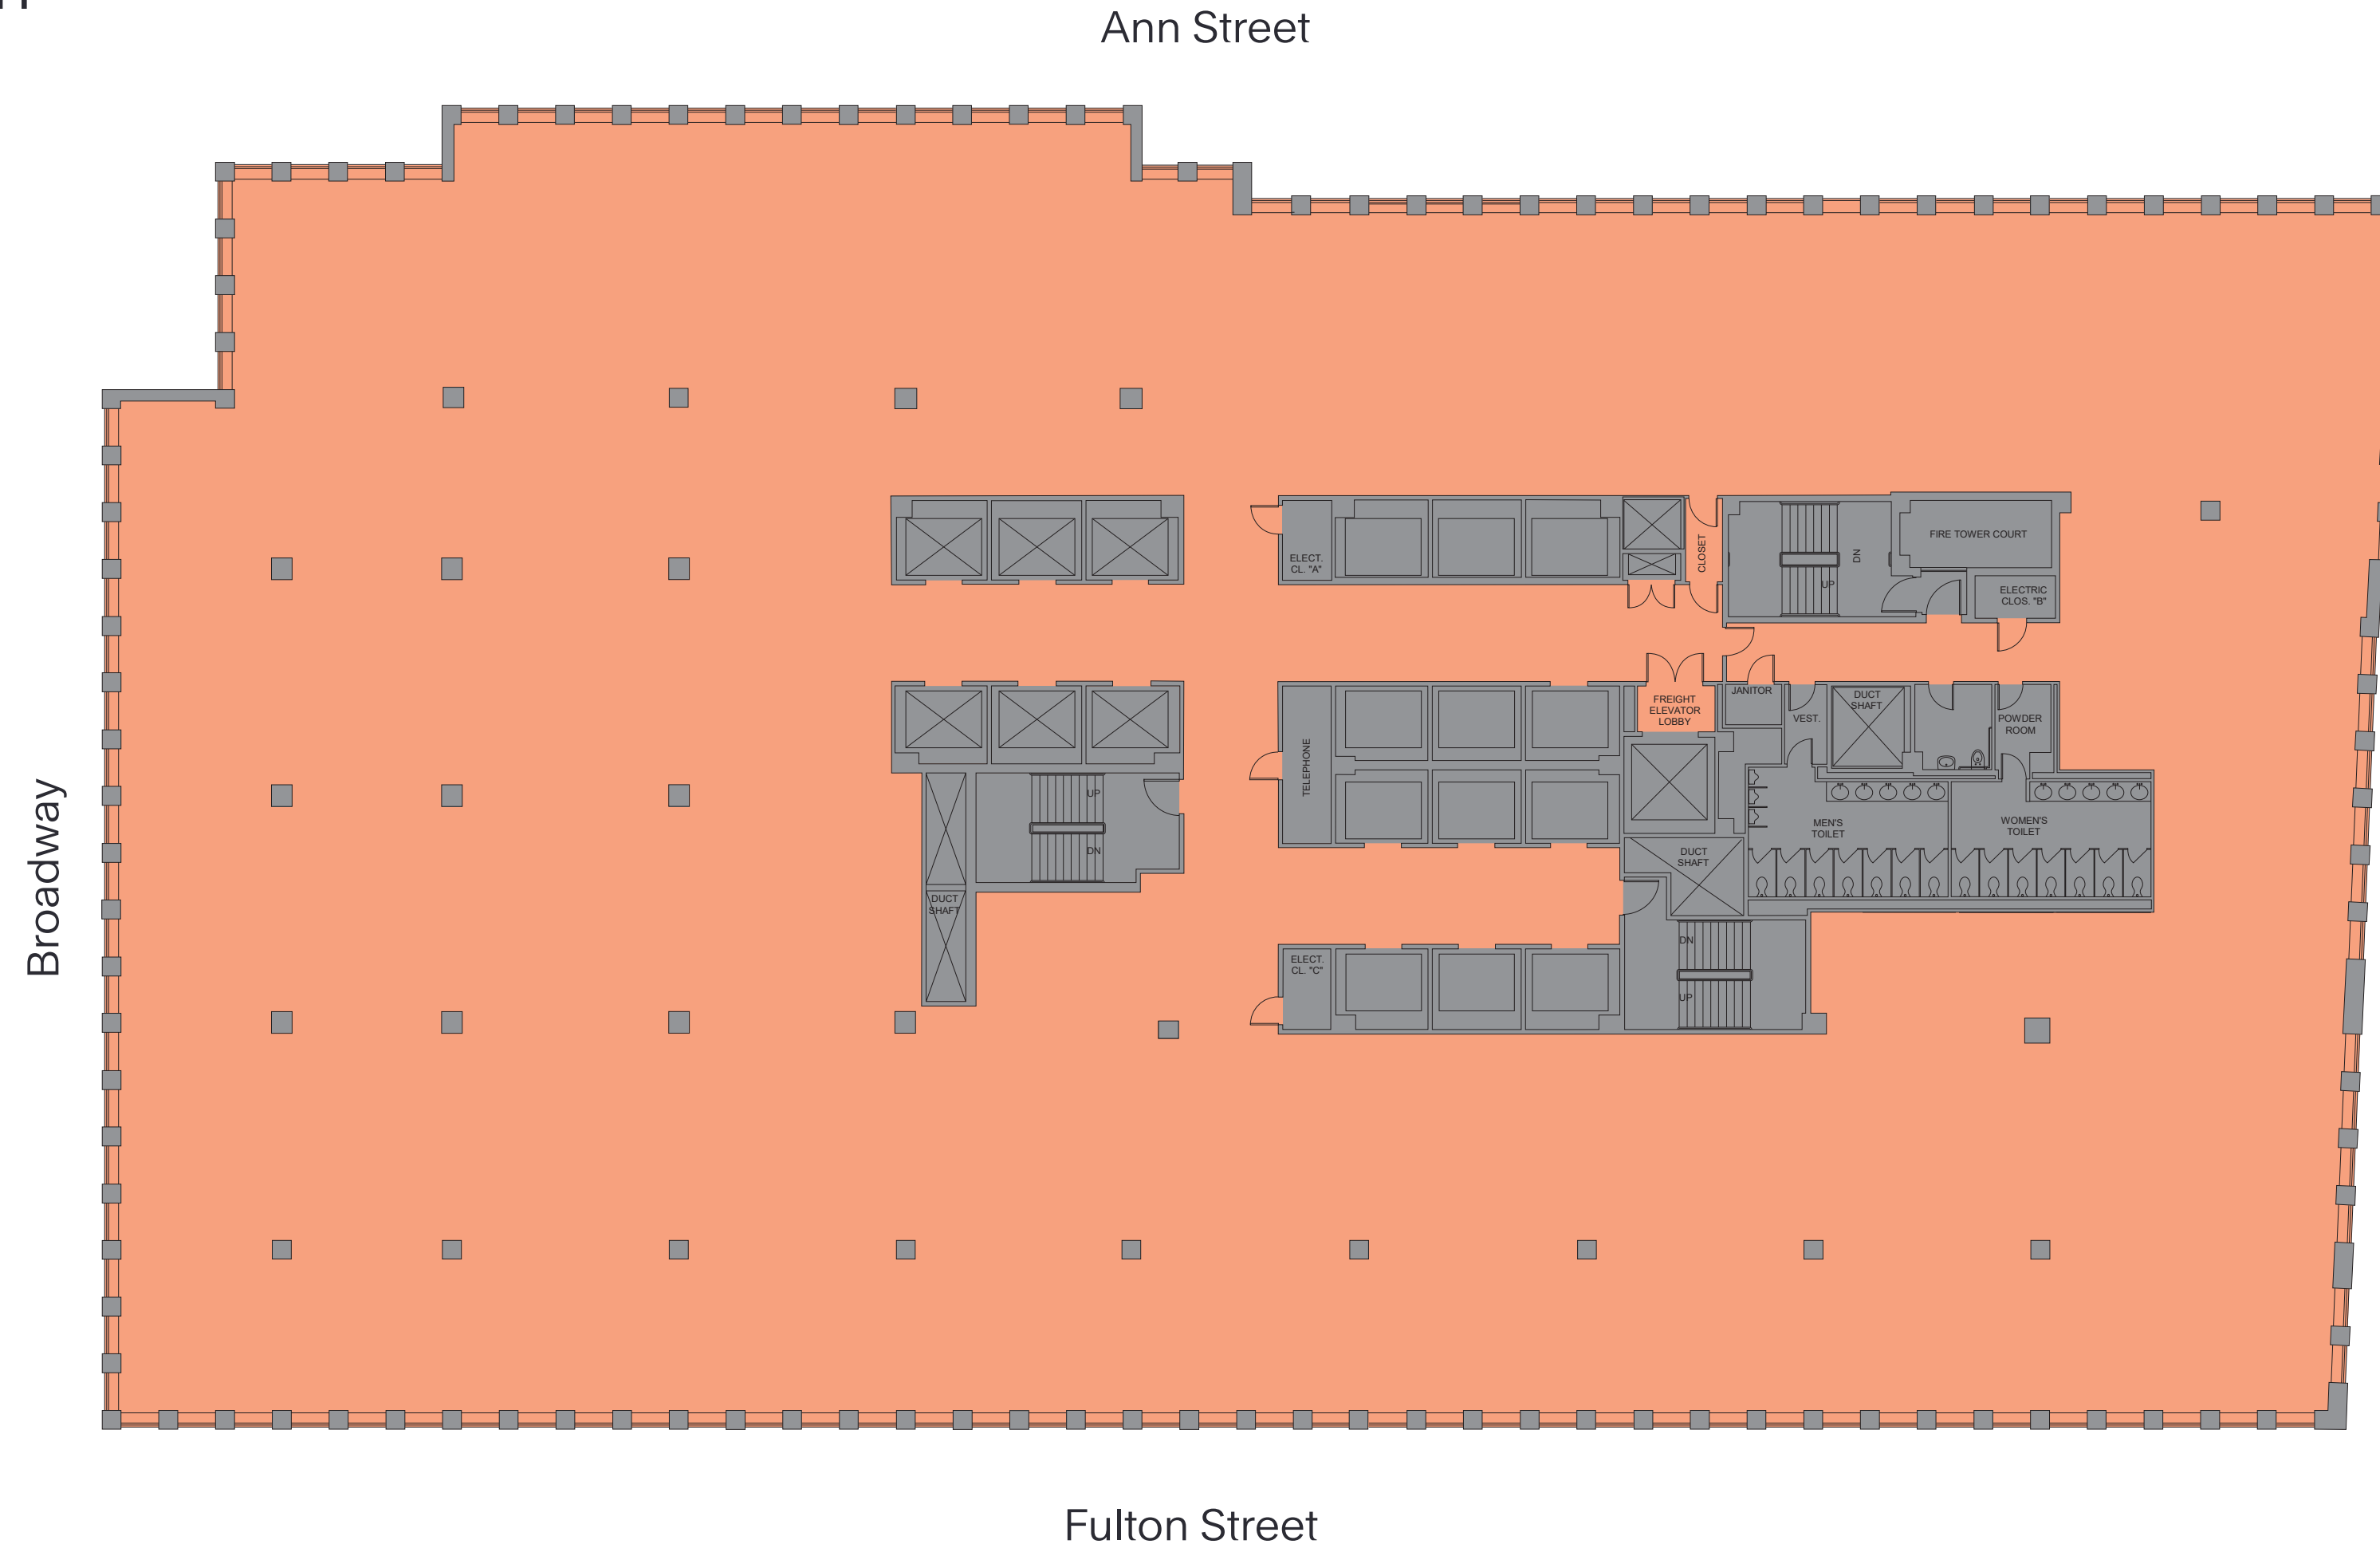 Ann Street
ELECT.
CL. "A"
CLOSET
DN
UP
FIRE TOWER COURT
ELECTRIC
CLOS. "B"
FREIGHT
ELEVATOR
LOBBY
JANITOR
VEST.
DUCT
SHAFT
POWDER
ROOM
TELEPHONE
UP
DN
MEN'S
TOILET
WOMEN'S
TOILET
DUCT
SHAFT
DUCT
SHAFT
Broadway
DN
UP
ELECT.
CL. "C"
Fulton Street